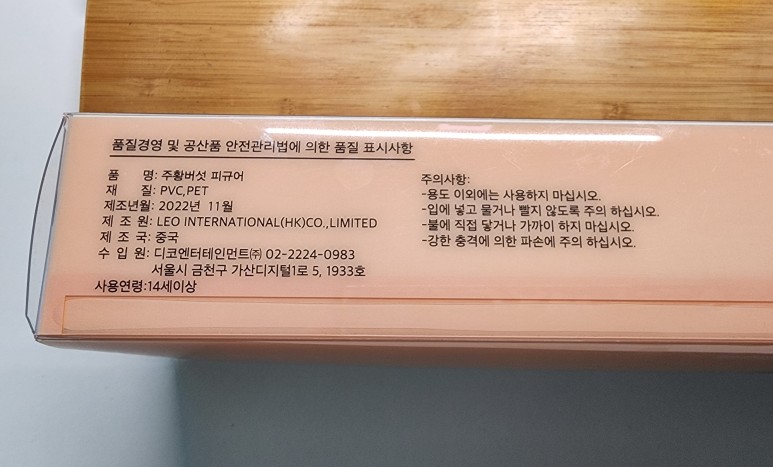 품질경영 및 공산품 안전관리법에 의한 품질 표시사항
품 명: 주황버섯 피규어
재 질: PVC,PET
제조년월: 2022년 11월
제 조 원: LEO INTERNATIONAL(HK)CO.,LIMITED
제 조 국: 중국
수 입 원: 디코엔터테인먼트㈜ 02-2224-0983
서울시 금천구 가산디지털1로 5, 1933호
사용연령:14세이상
주의사항:
-용도 이외에는 사용하지 마십시오.
-입에 넣고 물거나 빨지 않도록 주의 하십시오.
-불에 직접 닿거나 가까이 하지 마십시오.
-강한 충격에 의한 파손에 주의 하십시오.